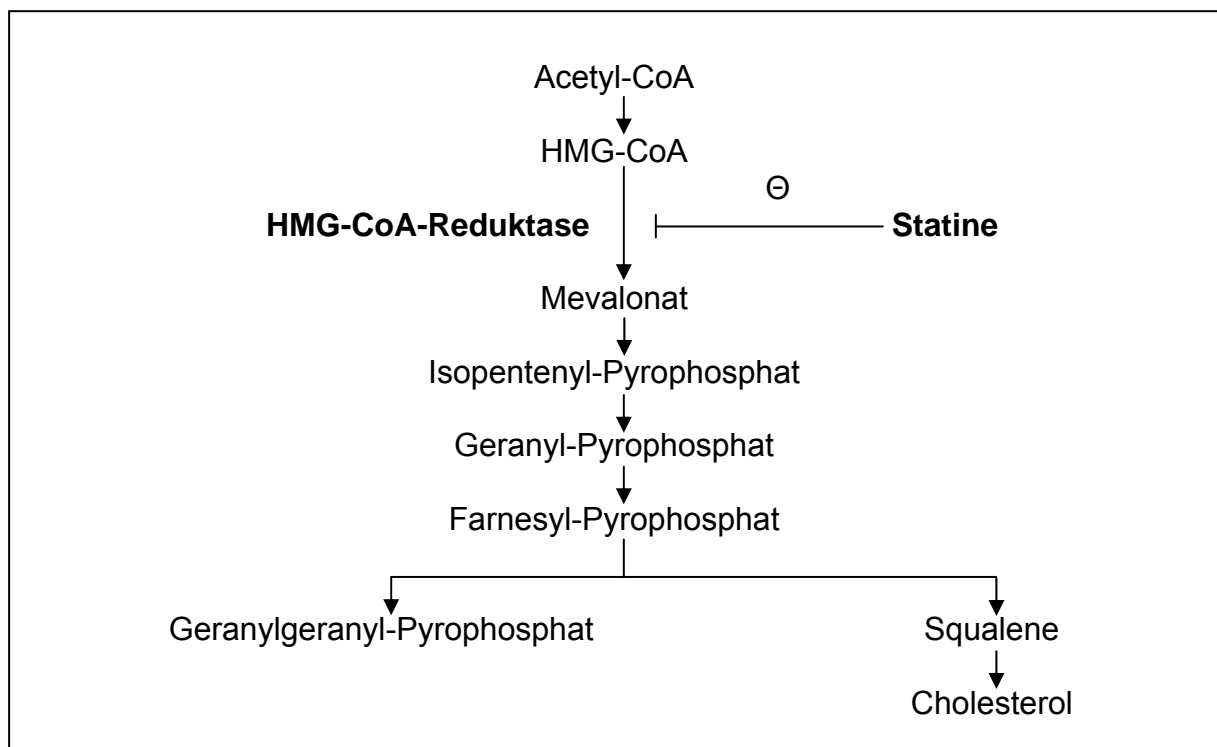 Acetyl-CoA
HMG-CoA
Θ
HMG-CoA-Reduktase
Statine
Mevalonat
Isopentenyl-Pyrophosphat
Geranyl-Pyrophosphat
Farnesyl-Pyrophosphat
Geranylgeranyl-Pyrophosphat
Squalene
Cholesterol